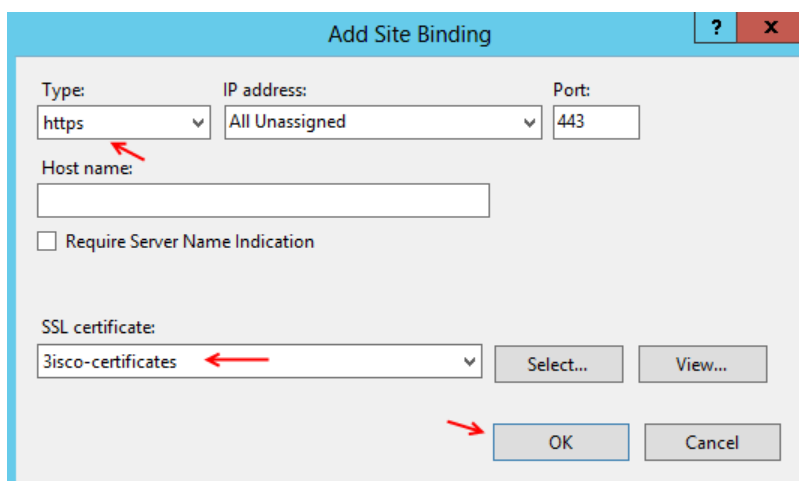 Add Site Binding
? x
Type: IP address: Port:
https All Unassigned 443
Host name:
Require Server Name Indication
SSL certificate:
3isco-certificates Select... View...
OK Cancel